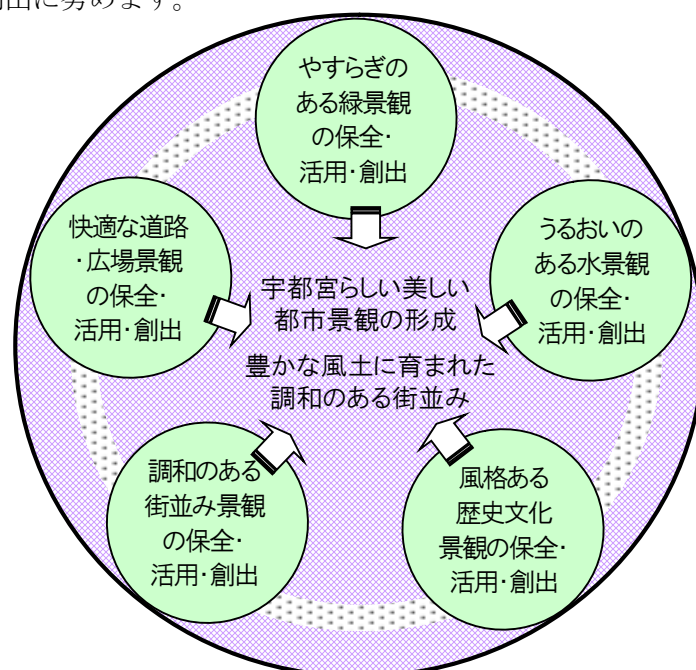 創出に努めます。
やすらぎの
ある緑景観
の保全・
活用・創出
快適な道路
・広場景観
の保全・
活用・創出
うるおいの
ある水景観
の保全・
活用・創出
宇都宮らしい美しい
都市景観の形成
豊かな風土に育まれた
調和のある街並み
調和のある
街並み景観
の保全・
活用・創出
風格ある
歴史文化
景観の保全・
活用・創出